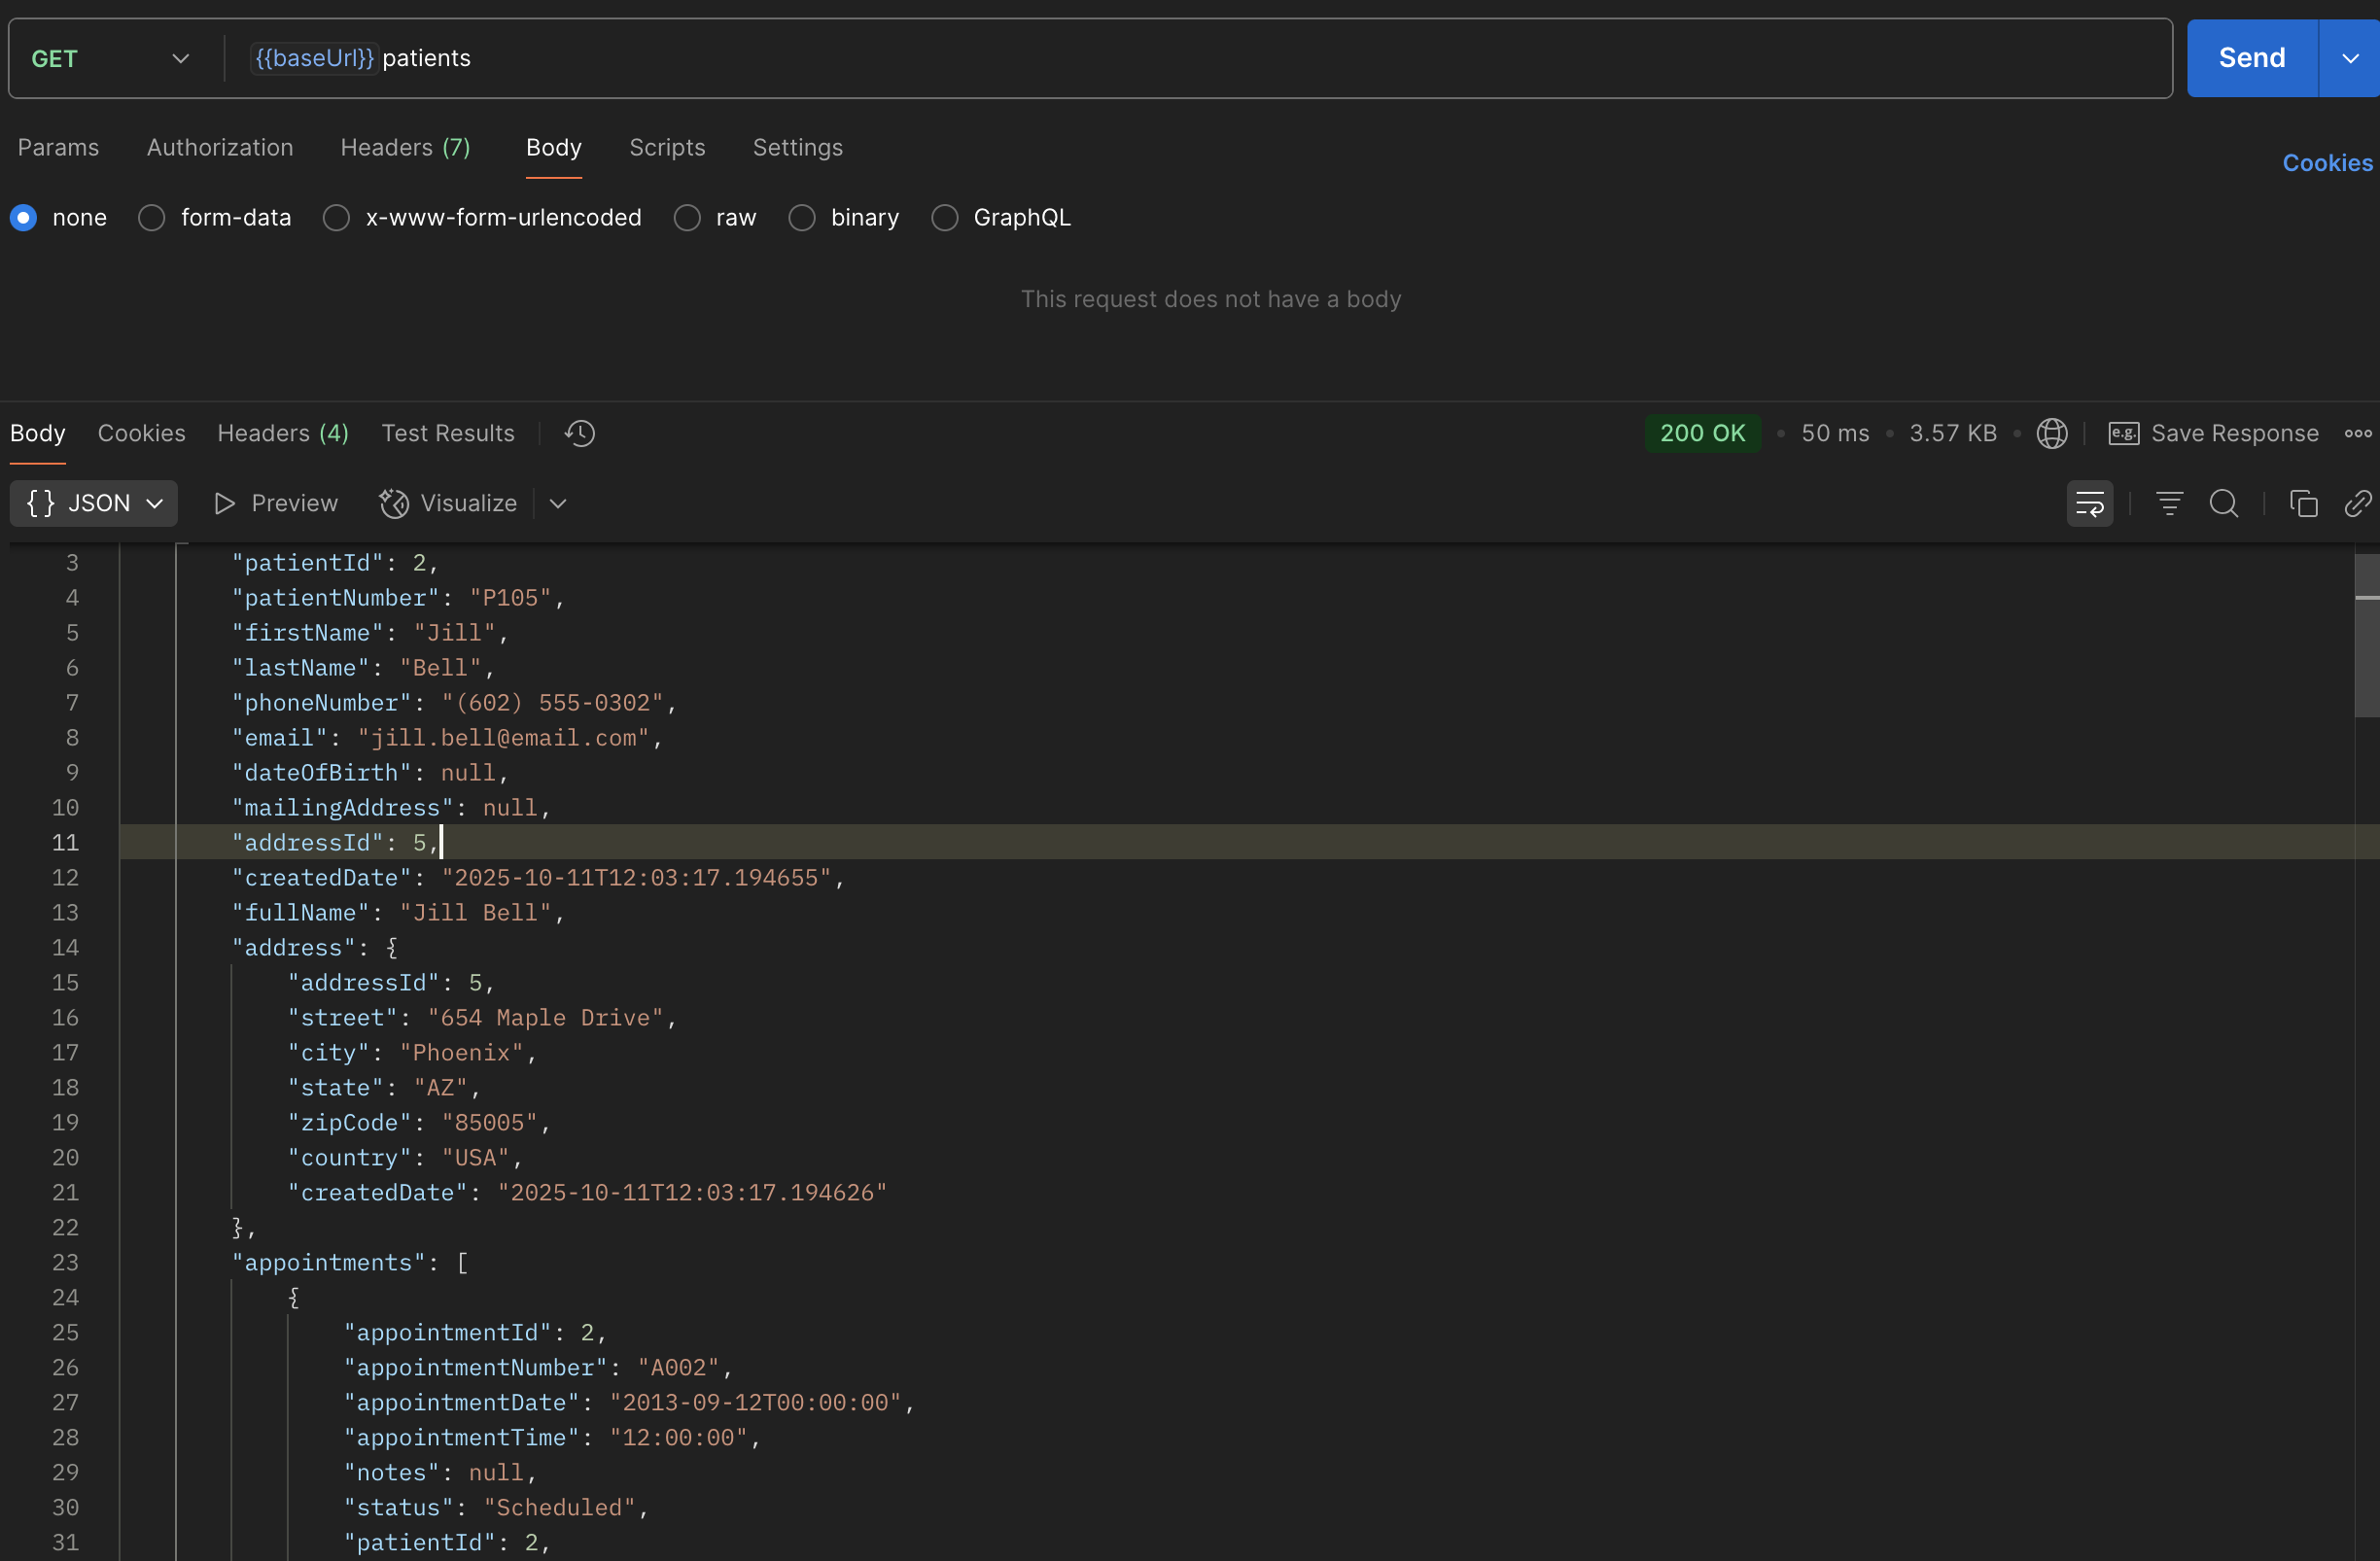 GET {{baseUrl}} patients Send
Params Authorization Headers (7) Body Scripts Settings Cookies
none form-data x-www-form-urlencoded raw binary GraphQL
This request does not have a body
Body Cookies Headers (4) Test Results 200 OK • 50 ms • 3.57 KB • e.g. Save Response
{} JSON Preview Visualize
3 "patientId": 2,
4 "patientNumber": "P105",
5 "firstName": "Jill",
6 "lastName": "Bell",
7 "phoneNumber": "(602) 555-0302",
8 "email": "jill.bell@email.com",
9 "dateOfBirth": null,
10 "mailingAddress": null,
11 "addressId": 5,
12 "createdDate": "2025-10-11T12:03:17.194655",
13 "fullName": "Jill Bell",
14 "address": {
15 "addressId": 5,
16 "street": "654 Maple Drive",
17 "city": "Phoenix",
18 "state": "AZ",
19 "zipCode": "85005",
20 "country": "USA",
21 "createdDate": "2025-10-11T12:03:17.194626"
22 },
23 "appointments": [
24 {
25 "appointmentId": 2,
26 "appointmentNumber": "A002",
27 "appointmentDate": "2013-09-12T00:00:00",
28 "appointmentTime": "12:00:00",
29 "notes": null,
30 "status": "Scheduled",
31 "patientId": 2,